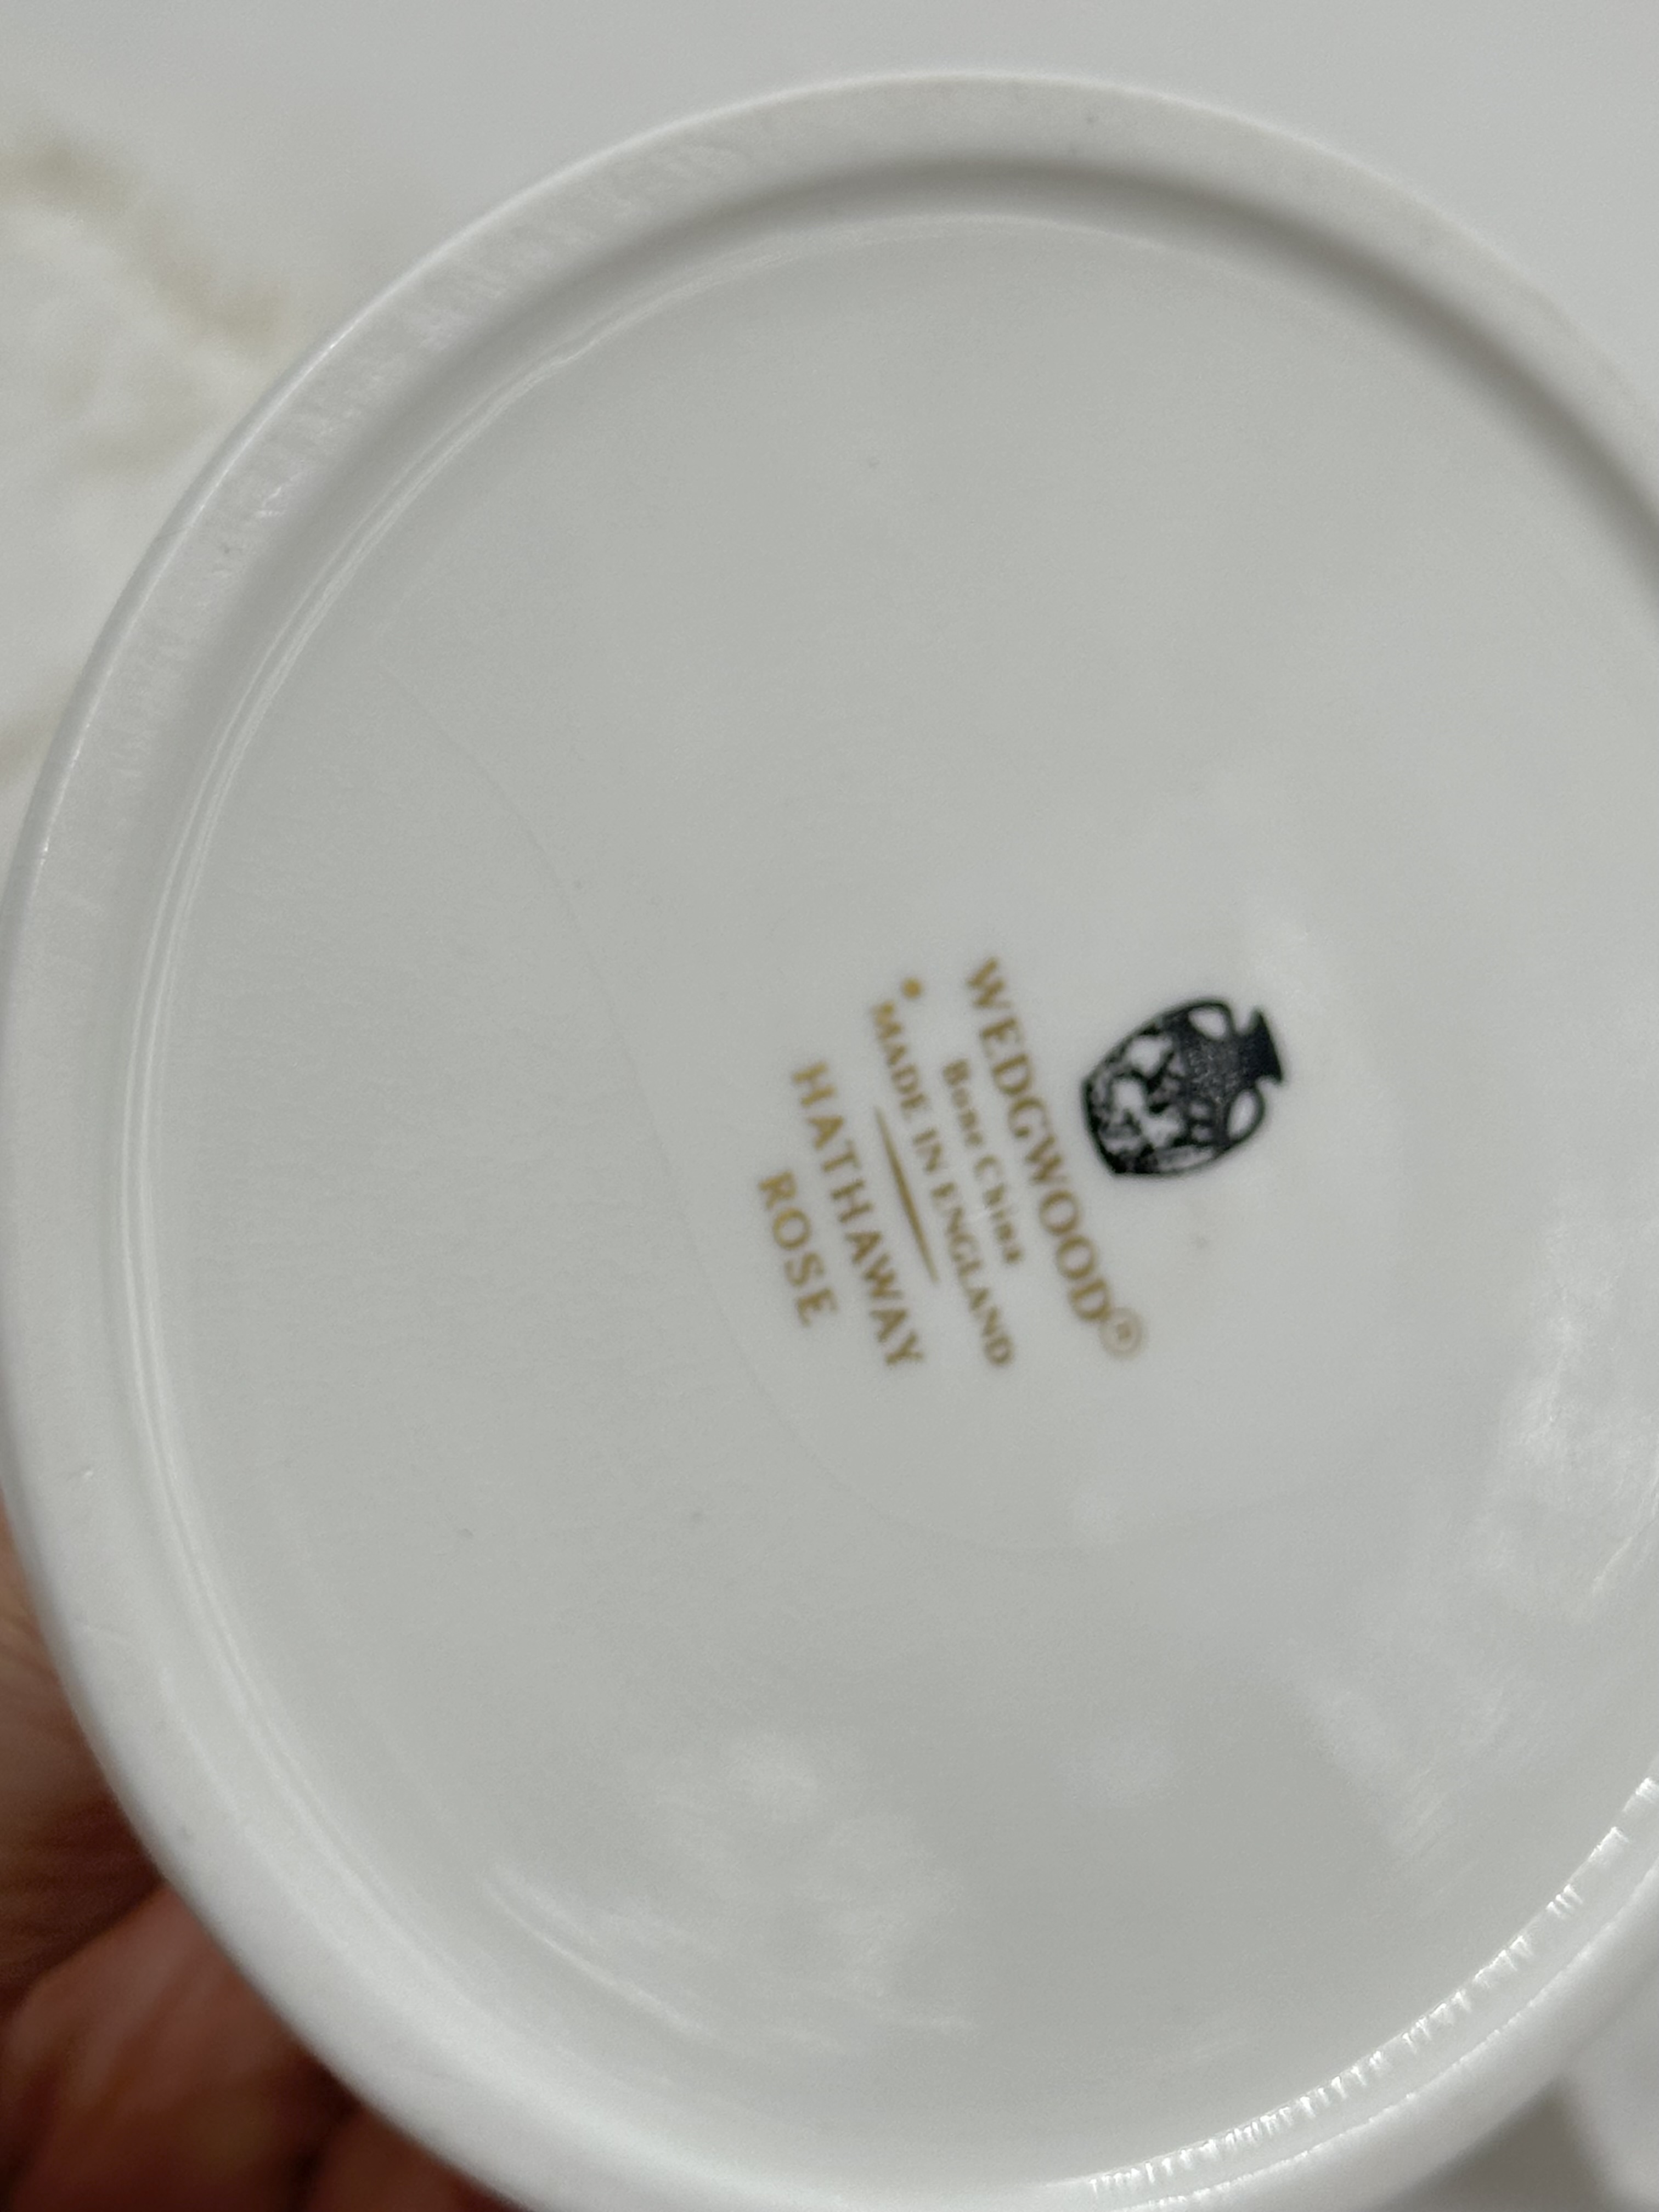 WEDGWOOD®
Bone China
MADE IN ENGLAND
HATHAWAY
ROSE